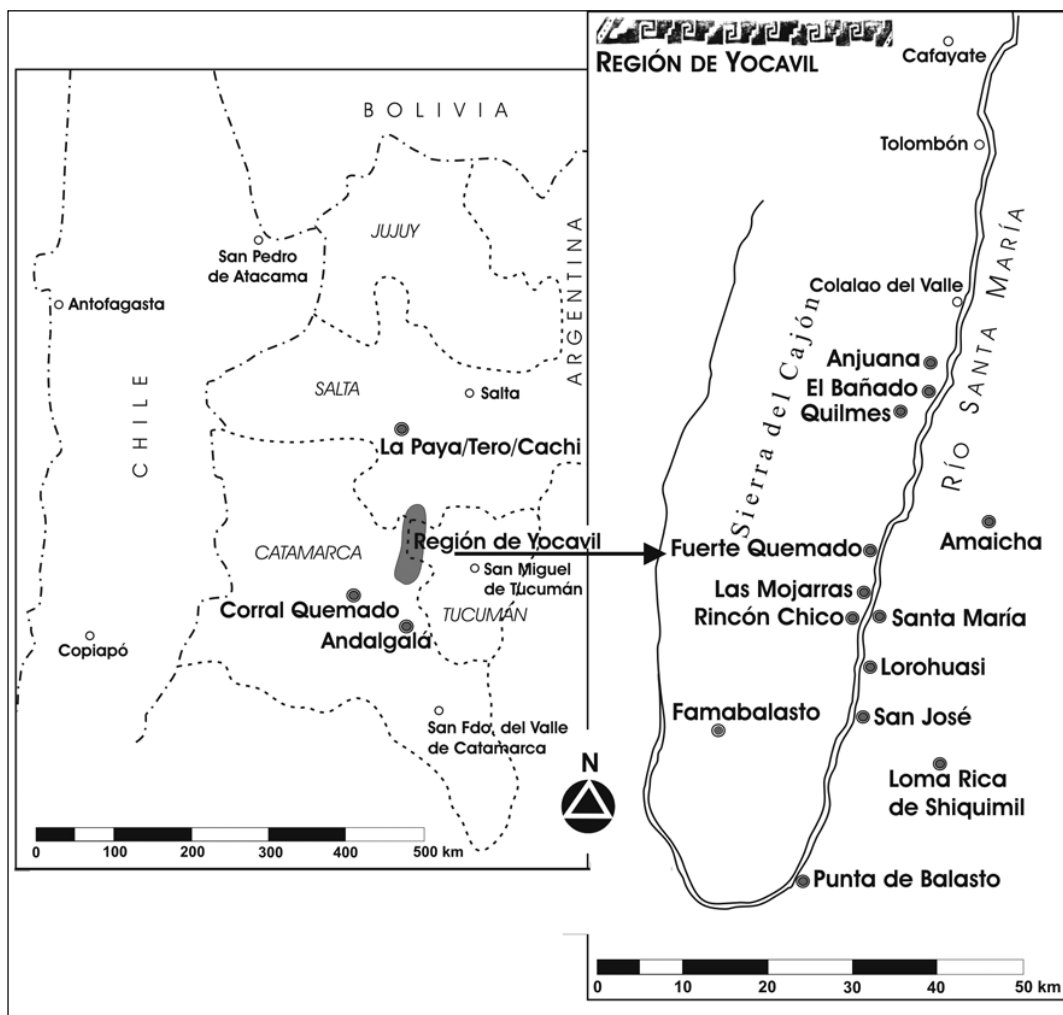 BOLIVIA
JUJUY
San Pedro
de Atacama
ARGENTINA
Antofagasta
CHILE
SALTA
Salta
La Paya/Tero/Cachi
CATAMARCA
Región de Yocavil
San Miguel
de Tucumán
Corral Quemado
TUCUMÁN
Andalgalá
Copiapó
San Fdo. del Valle
de Catamarca
0 100 200 300 400 500 km
N
REGIÓN DE YOCAVIL
Cafayate
Tolombón
RÍO SANTA MARÍA
Colalao del Valle
Sierra del Cajón
Anjuana
El Bañado
Quilmes
Amaicha
Fuerte Quemado
Las Mojarras
Rincón Chico
Santa María
Lorohuasi
Famabalasto
San José
Loma Rica
de Shiquimil
Punta de Balasto
0 10 20 30 40 50 km